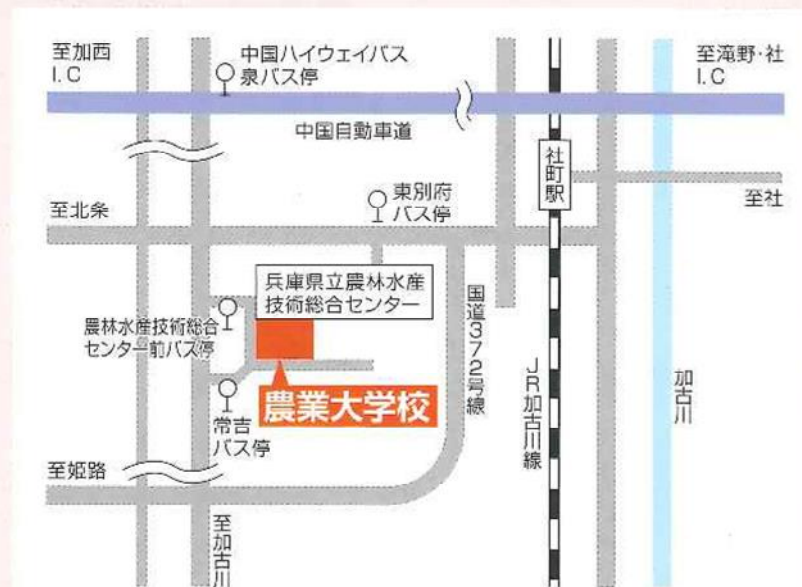 至加西
I.C
中国ハイウェイバス
泉バス停
至滝野・社
I.C
中国自動車道
社町駅
至社
東別府
バス停
至北条
兵庫県立農林水産
技術総合センター
農林水産技術総合
センター前バス停
国道372号線
JR加古川線
加古川
農業大学校
常吉
バス停
至姫路
至加古川